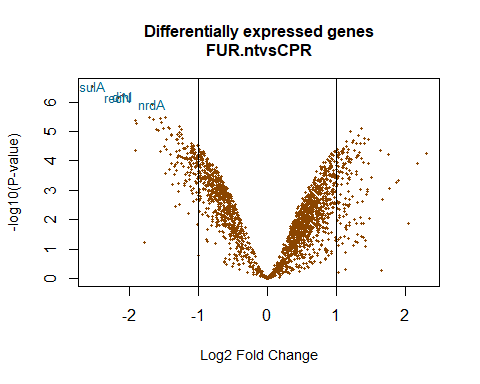 Differentially expressed genes
FUR.ntvsCPR
sulA
recN
dinI
nrdA
-log10(P-value)
6
5
4
3
2
1
0
-2 -1 0 1 2
Log2 Fold Change